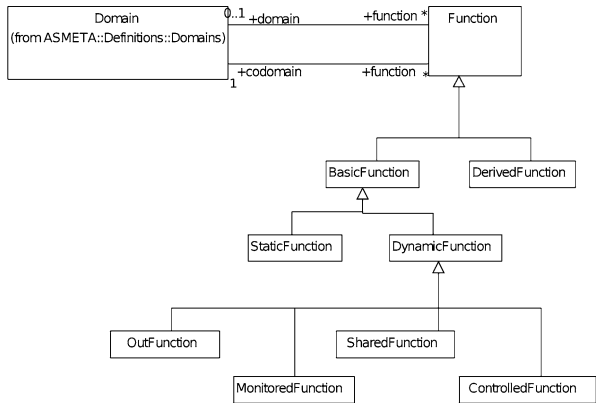 Domain
(from ASMETA::Definitions::Domains)
0..1
+domain
+function *
Function
1
+codomain
+function
*
BasicFunction
DerivedFunction
StaticFunction
DynamicFunction
OutFunction
SharedFunction
MonitoredFunction
ControlledFunction